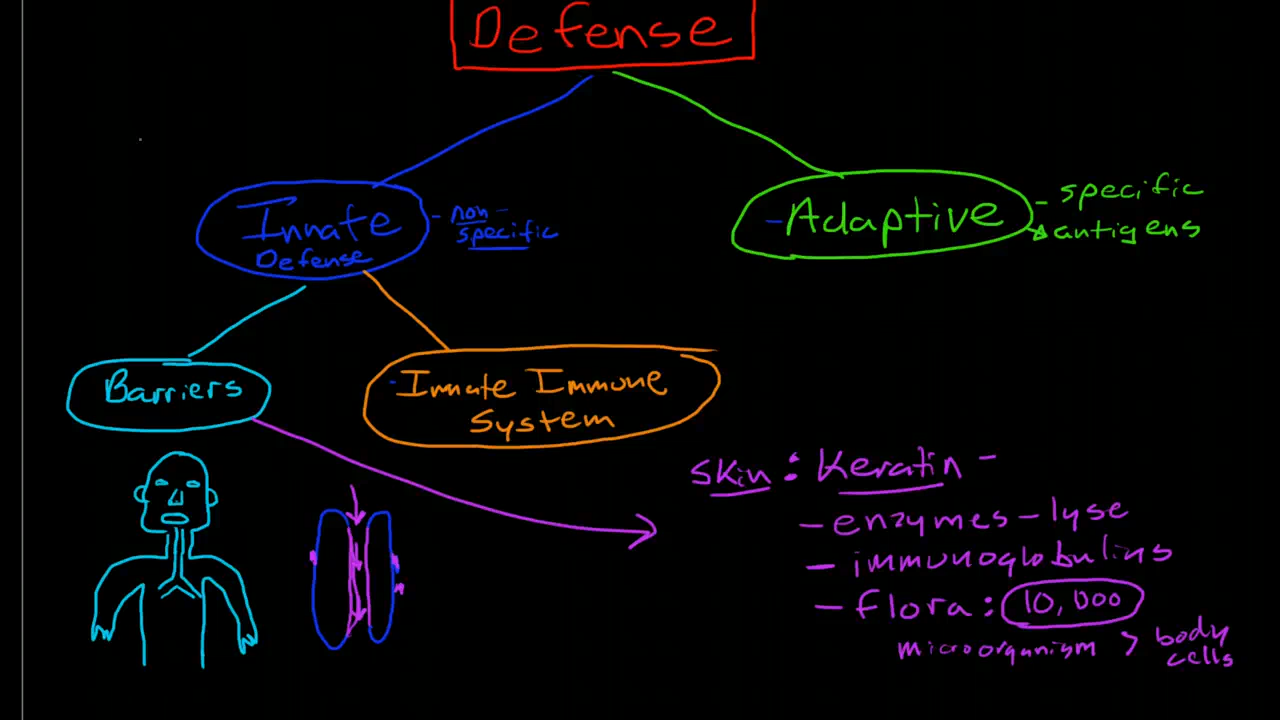 Defense
Innate
Defense
- non-
specific
- Adaptive
- specific
antigens
Barriers
- Innate Immune
System
skin: Keratin -
- enzymes - lyse
- immunoglobulins
- flora: 10,000
microorganism > body
cells